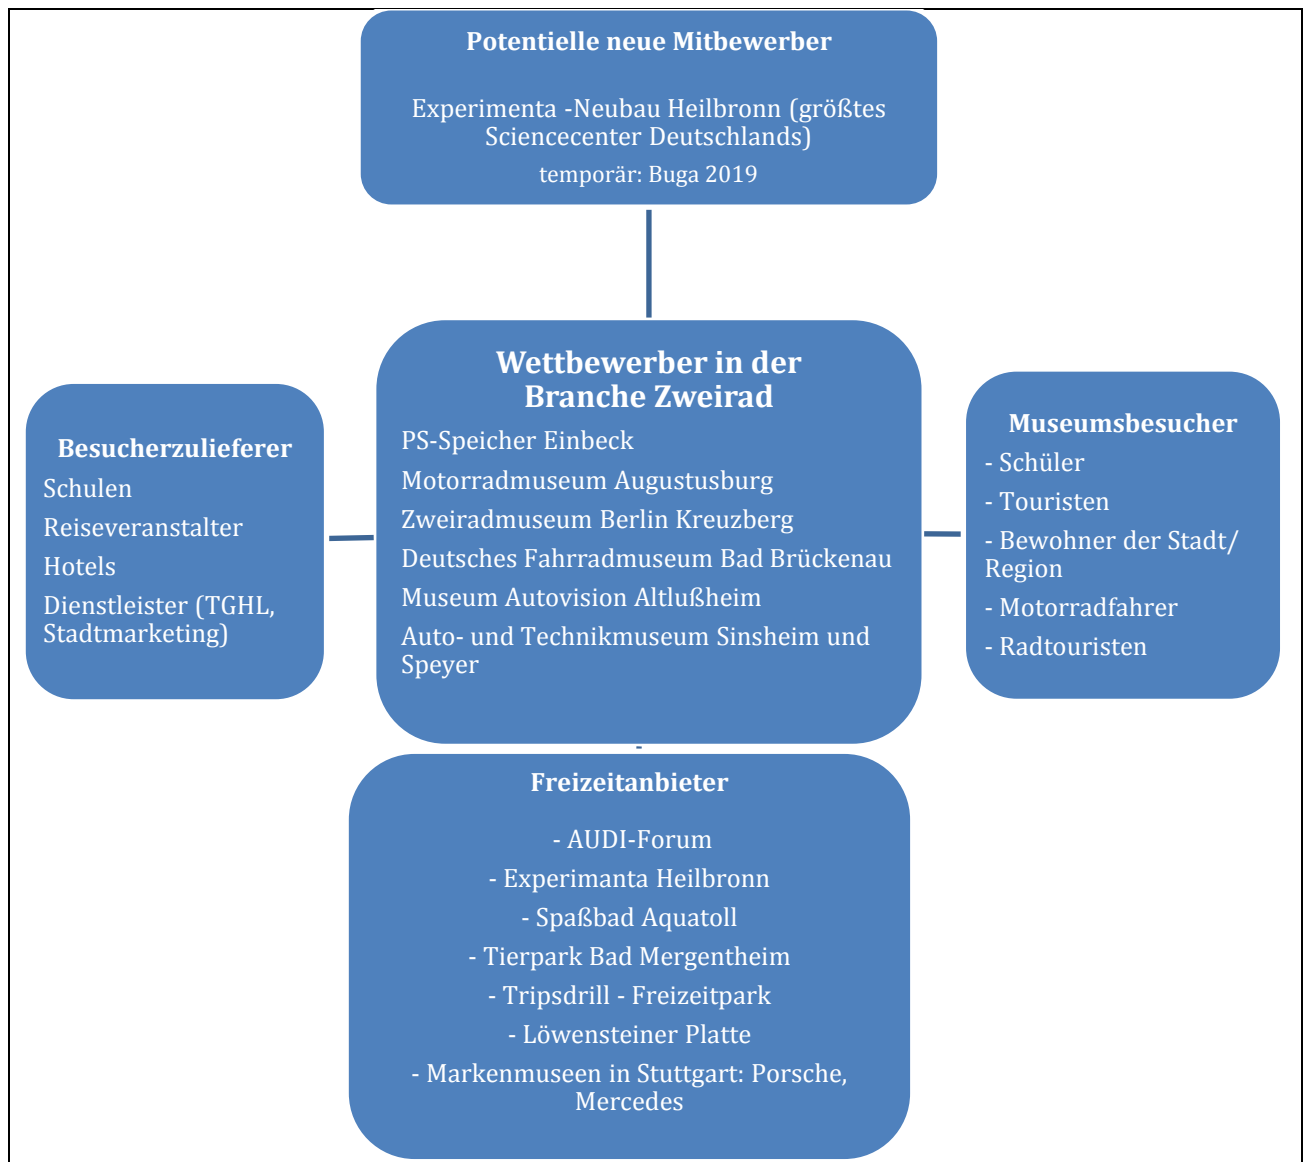 Potentielle neue Mitbewerber
Experimenta -Neubau Heilbronn (größtes
Sciencecenter Deutschlands)
temporär: Buga 2019
Wettbewerber in der
Branche Zweirad
PS-Speicher Einbeck
Motorradmuseum Augustusburg
Zweiradmuseum Berlin Kreuzberg
Deutsches Fahrradmuseum Bad Brückenau
Museum Autovision Altlußheim
Auto- und Technikmuseum Sinsheim und
Speyer
Besucherzulieferer
Schulen
Reiseveranstalter
Hotels
Dienstleister (TGHL,
Stadtmarketing)
Museumsbesucher
- Schüler
- Touristen
- Bewohner der Stadt/
Region
- Motorradfahrer
- Radtouristen
Freizeitanbieter
- AUDI-Forum
- Experimanta Heilbronn
- Spaßbad Aquatoll
- Tierpark Bad Mergentheim
- Tripsdrill - Freizeitpark
- Löwensteiner Platte
- Markenmuseen in Stuttgart: Porsche,
Mercedes